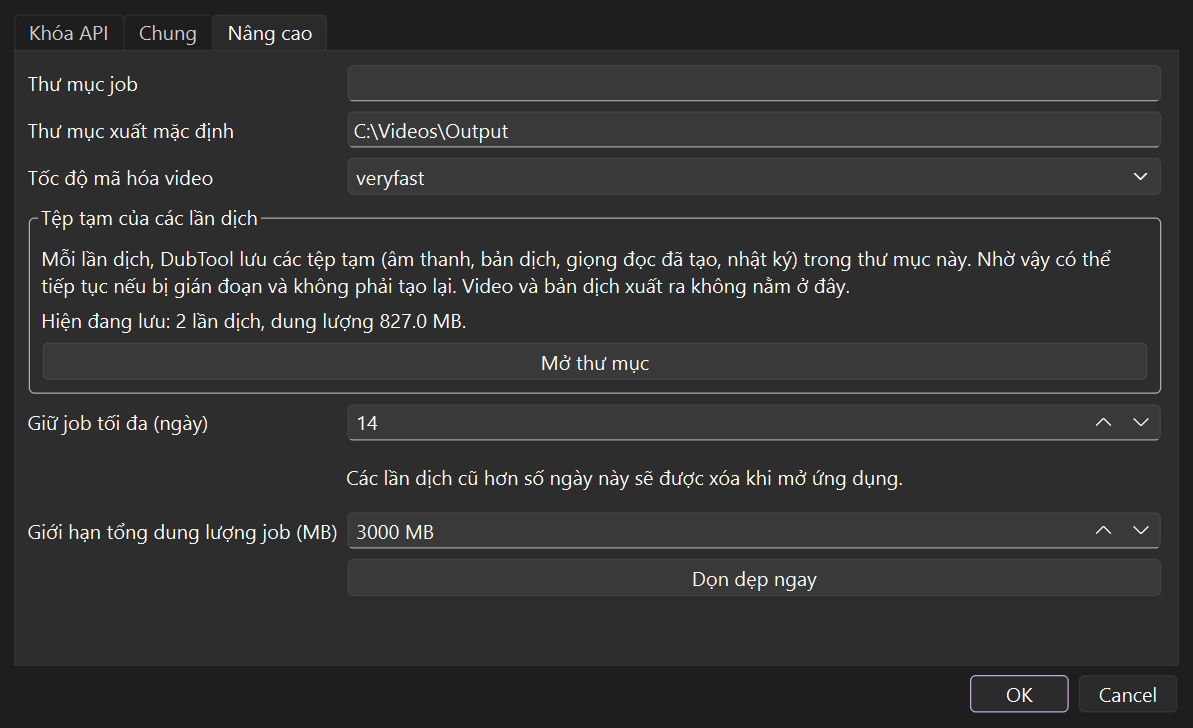 Khóa API
Chung
Nâng cao
Thư mục job
Thư mục xuất mặc định
C:\Videos\Output
Tốc độ mã hóa video
veryfast
Tệp tạm của các lần dịch
Mỗi lần dịch, DubTool lưu các tệp tạm (âm thanh, bản dịch, giọng đọc đã tạo, nhật ký) trong thư mục này. Nhờ vậy có thể
tiếp tục nếu bị gián đoạn và không phải tạo lại. Video và bản dịch xuất ra không nằm ở đây.
Hiện đang lưu: 2 lần dịch, dung lượng 827.0 MB.
Mở thư mục
Giữ job tối đa (ngày)
14
Các lần dịch cũ hơn số ngày này sẽ được xóa khi mở ứng dụng.
Giới hạn tổng dung lượng job (MB)
3000 MB
Dọn dẹp ngay
OK
Cancel